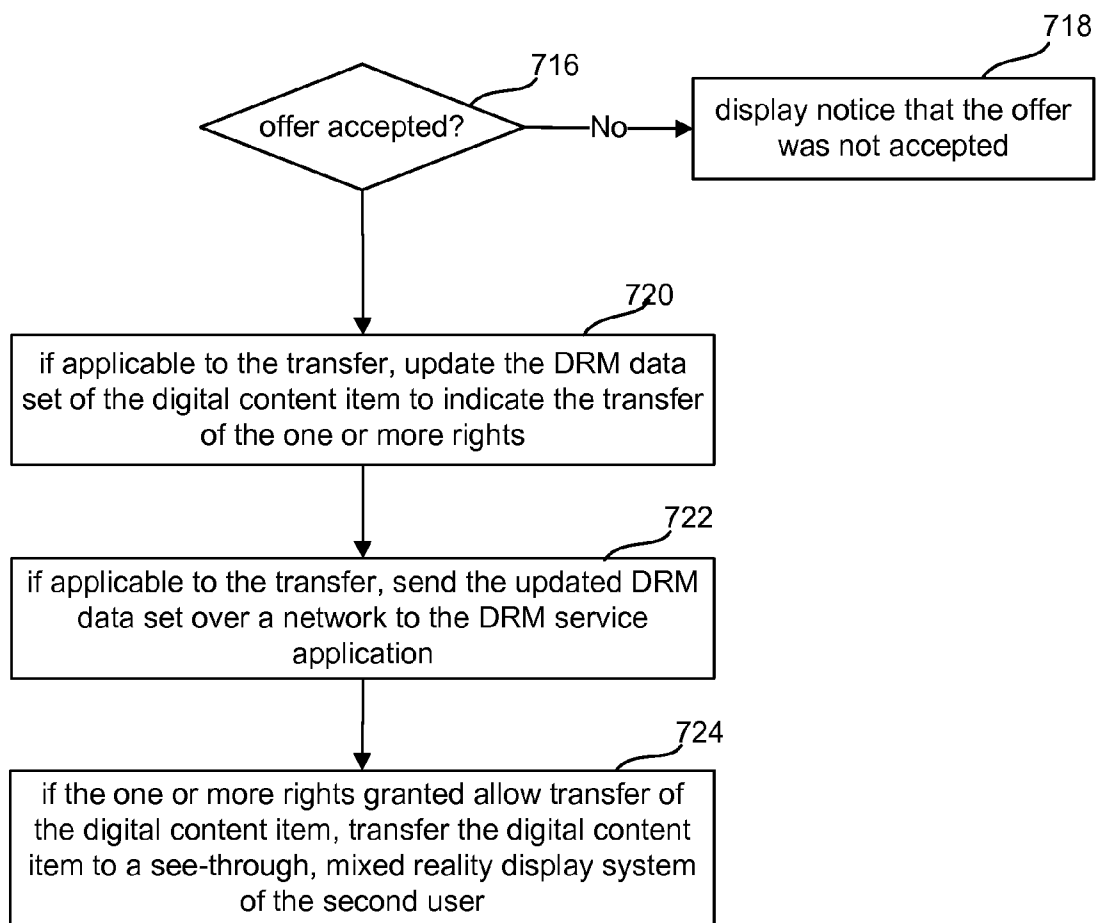 718
716
offer accepted?
No
display notice that the offer
was not accepted
720
if applicable to the transfer, update the DRM data
set of the digital content item to indicate the transfer
of the one or more rights
722
if applicable to the transfer, send the updated DRM
data set over a network to the DRM service
application
724
if the one or more rights granted allow transfer of
the digital content item, transfer the digital content
item to a see-through, mixed reality display system
of the second user